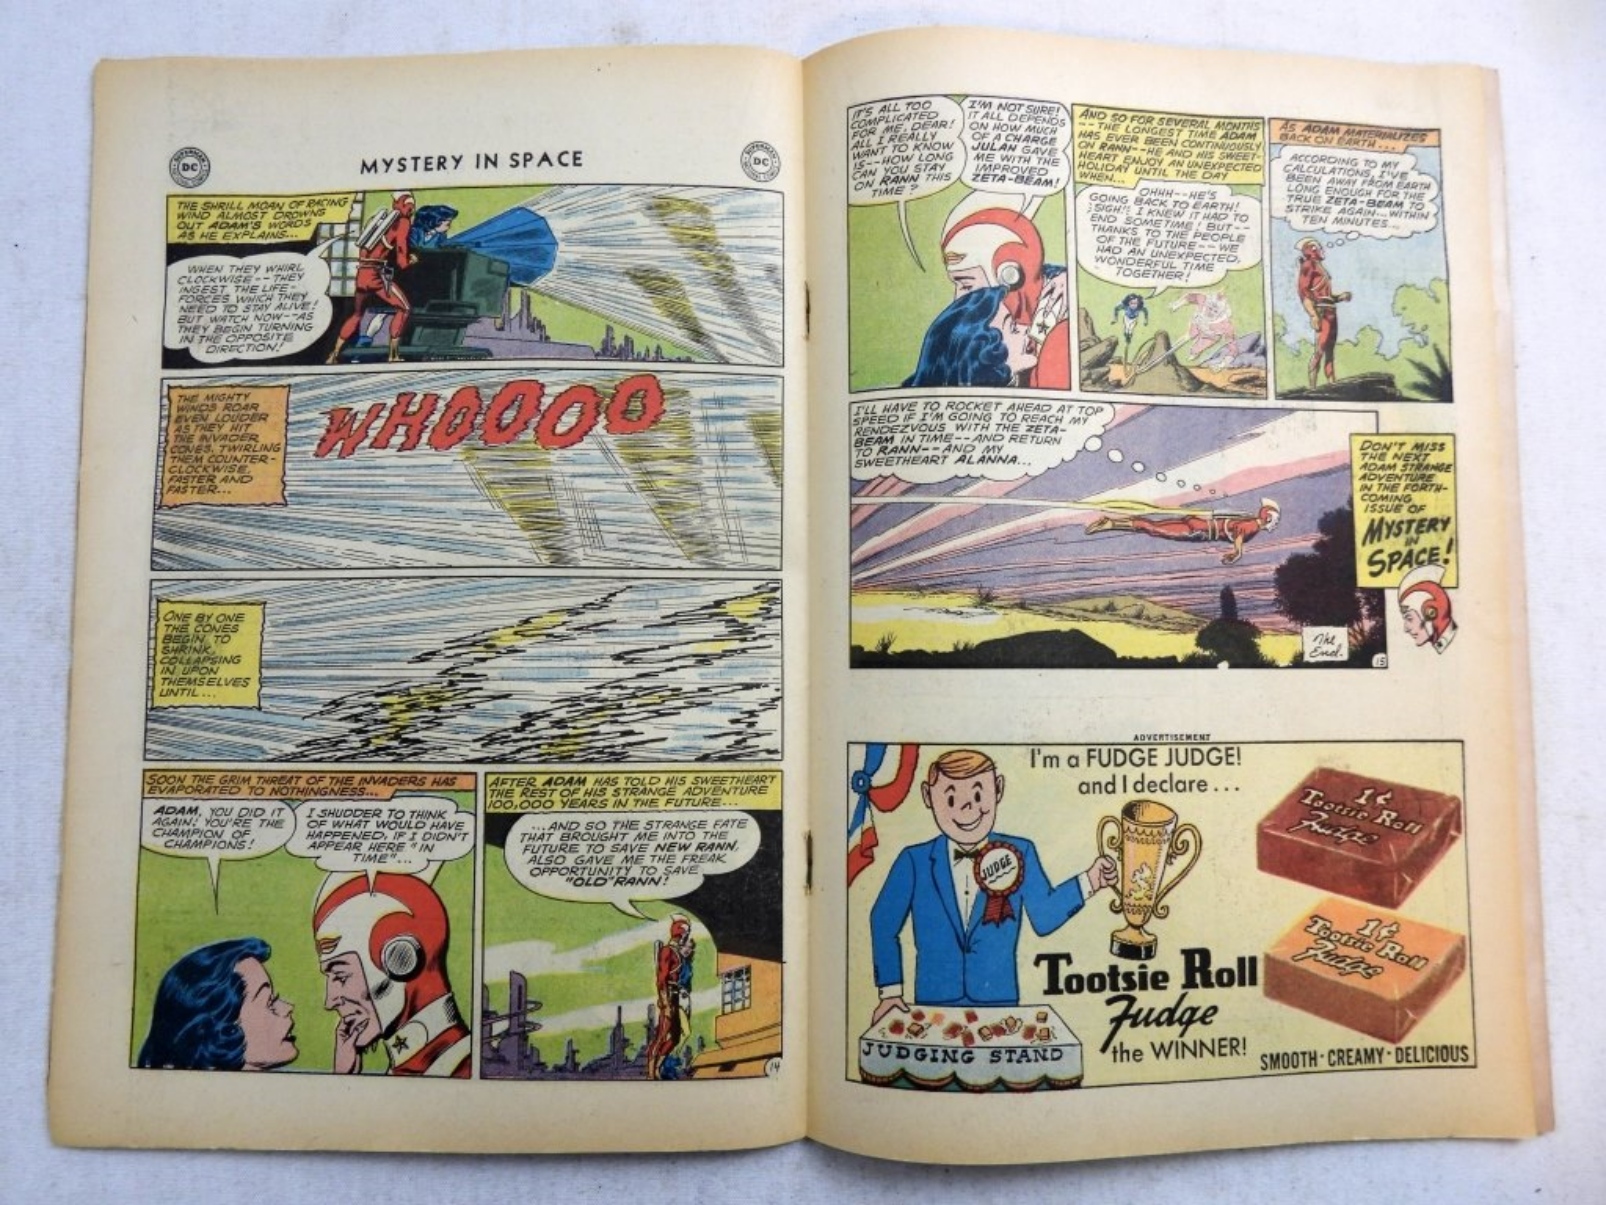 MYSTERY IN SPACE
SUPERMAN
DC
NATIONAL COMICS
SUPERMAN
DC
NATIONAL COMICS
THE SHRILL MOAN OF RACING
WIND ALMOST DROWNS
OUT ADAM'S WORDS
AS HE EXPLAINS...
WHEN THEY WHIRL
CLOCKWISE -- THEY
INGEST THE LIFE-
FORCES WHICH THEY
NEED TO STAY ALIVE!
BUT WATCH NOW--AS
THEY BEGIN TURNING
IN THE OPPOSITE
DIRECTION!
THE MIGHTY
WINDS ROAR
EVEN LOUDER
AS THEY HIT
THE INVADER
CONES, TWIRLING
THEM COUNTER-
CLOCKWISE,
FASTER AND
FASTER...
WHOOOOO
ONE BY ONE
THE CONES
BEGIN TO
SHRINK,
COLLAPSING
IN UPON
THEMSELVES
UNTIL...
SOON THE GRIM THREAT OF THE INVADERS HAS
EVAPORATED TO NOTHINGNESS...
ADAM, YOU DID IT
AGAIN! YOU'RE THE
CHAMPION OF
CHAMPIONS!
I SHUDDER TO THINK
OF WHAT WOULD HAVE
HAPPENED, IF I DIDN'T
APPEAR HERE "IN
TIME"...
AFTER ADAM HAS TOLD HIS SWEETHEART
THE REST OF HIS STRANGE ADVENTURE
100,000 YEARS IN THE FUTURE...
...AND SO THE STRANGE FATE
THAT BROUGHT ME INTO THE
FUTURE TO SAVE NEW RANN,
ALSO GAVE ME THE FREAK
OPPORTUNITY TO SAVE
"OLD" RANN!
14
IT'S ALL TOO
COMPLICATED
FOR ME, DEAR!
ALL I REALLY
WANT TO KNOW
IS--HOW LONG
CAN YOU STAY
ON RANN THIS
TIME?
I'M NOT SURE!
IT ALL DEPENDS
ON HOW MUCH
OF A CHARGE
JULAN GAVE
ME WITH THE
IMPROVED
ZETA-BEAM!
AND SO FOR SEVERAL MONTHS
-- THE LONGEST TIME ADAM
HAS EVER BEEN CONTINUOUSLY
ON RANN--HE AND HIS SWEET-
HEART ENJOY AN UNEXPECTED
HOLIDAY UNTIL THE DAY
WHEN...
OHHH--HE'S
GOING BACK TO EARTH!
;SIGH!; I KNEW IT HAD TO
END SOMETIME! BUT--
THANKS TO THE PEOPLE
OF THE FUTURE--WE
HAD AN UNEXPECTED,
WONDERFUL TIME
TOGETHER!
AS ADAM MATERIALIZES
BACK ON EARTH...
ACCORDING TO MY
CALCULATIONS, I'VE
BEEN AWAY FROM EARTH
LONG ENOUGH FOR THE
TRUE ZETA-BEAM TO
STRIKE AGAIN...WITHIN
TEN MINUTES...
I'LL HAVE TO ROCKET AHEAD AT TOP
SPEED IF I'M GOING TO REACH MY
RENDEZVOUS WITH THE ZETA-
BEAM IN TIME--AND RETURN
TO RANN--AND MY
SWEETHEART ALANNA...
DON'T MISS
THE NEXT
ADAM STRANGE
ADVENTURE
IN THE FORTH-
COMING
ISSUE OF
MYSTERY
IN
SPACE!
The
End.
15
ADVERTISEMENT
I'm a FUDGE JUDGE!
and I declare...
JUDGE
1¢
Tootsie Roll
Fudge
1¢
Tootsie Roll
Fudge
Tootsie Roll
Fudge
the WINNER!
JUDGING STAND
SMOOTH · CREAMY · DELICIOUS